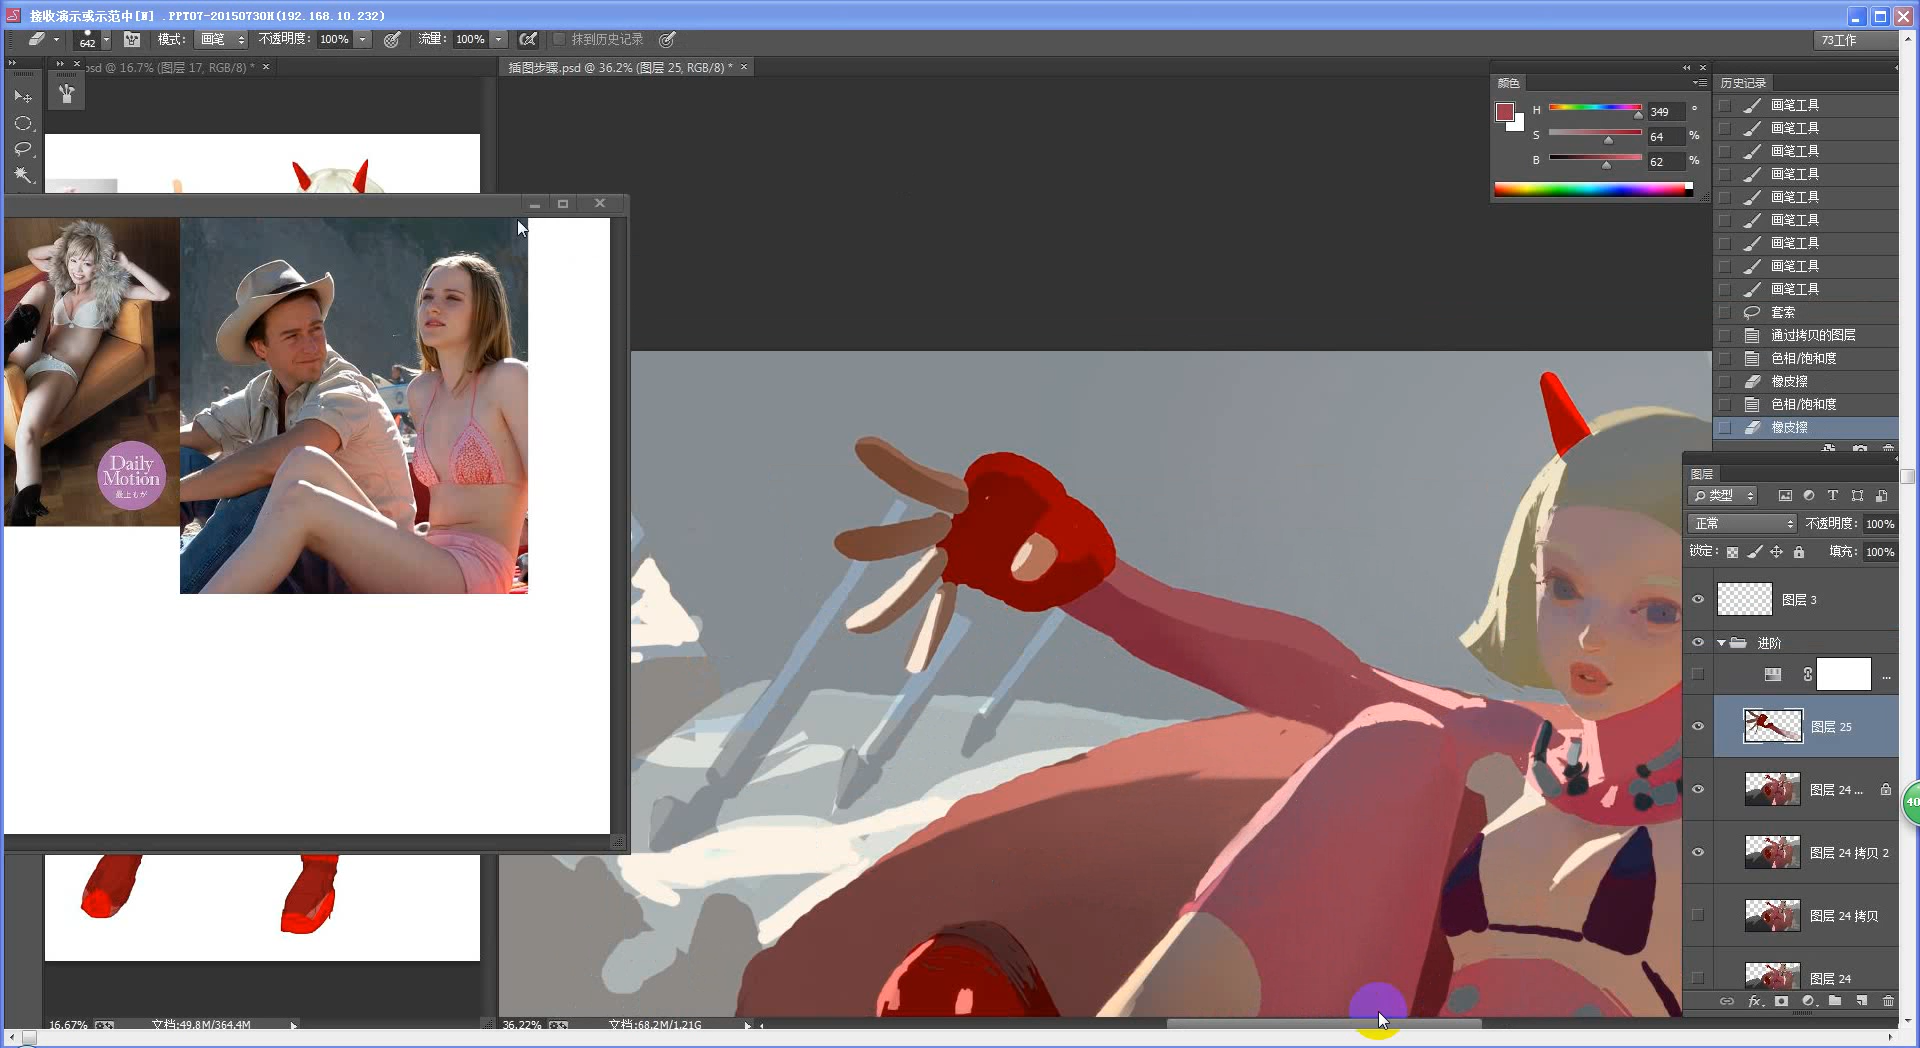 接收演示或示范中[N] .PPT07-20150730H(192.168.10.232)
642 模式: 画笔 不透明度: 100% 流量: 100% 抹到历史记录 73工作
psd @ 16.7% (图层 17, RGB/8) * ×
插图步骤.psd @ 36.2% (图层 25, RGB/8) * ×
颜色
H 349 °
S 64 %
B 62 %
历史记录
画笔工具
画笔工具
画笔工具
画笔工具
画笔工具
画笔工具
画笔工具
画笔工具
画笔工具
套索
通过拷贝的图层
色相/饱和度
橡皮擦
色相/饱和度
橡皮擦
Daily
Motion
最上もが
图层
类型
正常 不透明度: 100%
锁定: 填充: 100%
图层 3
进阶
...
图层 25
图层 24 ...
图层 24 拷贝 2
图层 24 拷贝
图层 24
fx
40
16.67% 文档:49.8M/364.4M
36.22% 文档:68.2M/1.21G